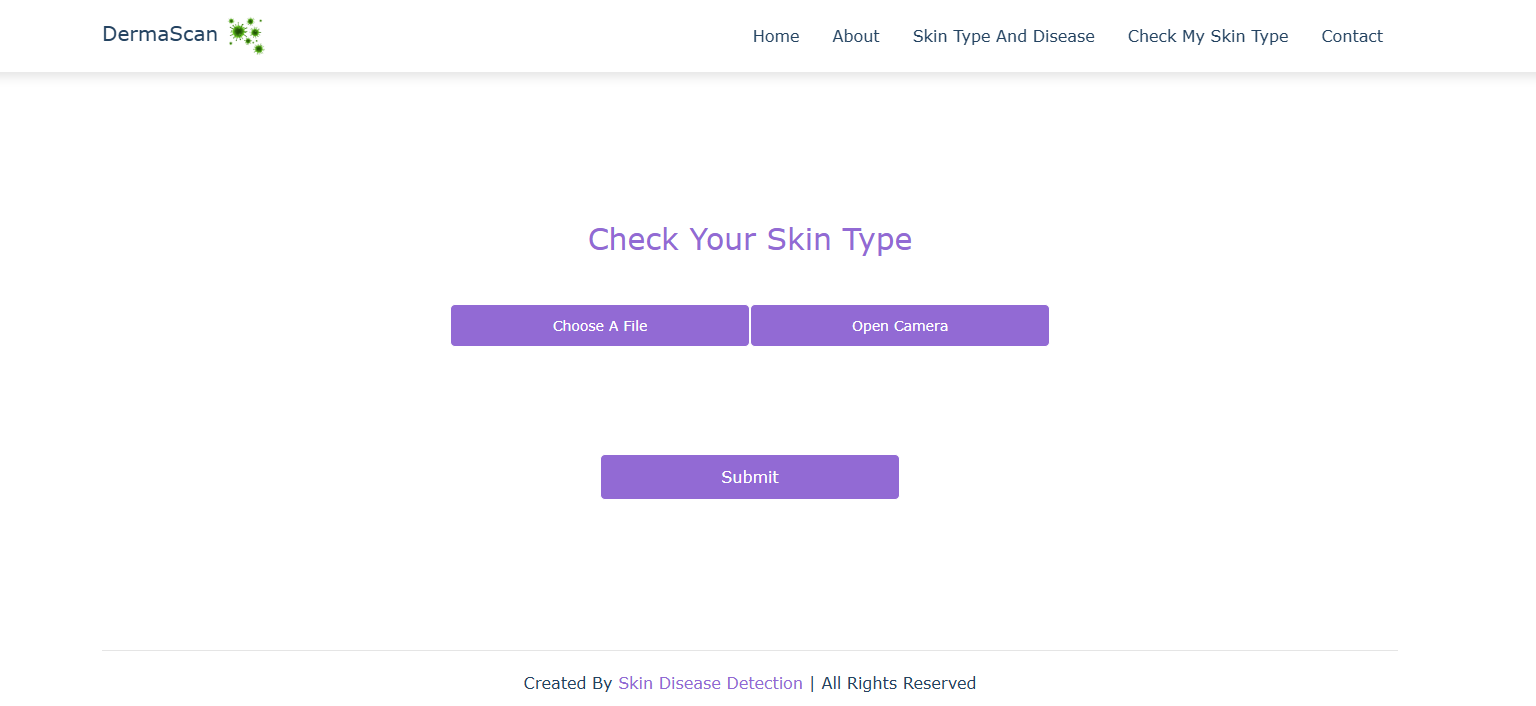 DermaScan
Home About Skin Type And Disease Check My Skin Type Contact
Check Your Skin Type
Choose A File Open Camera
Submit
Created By Skin Disease Detection | All Rights Reserved